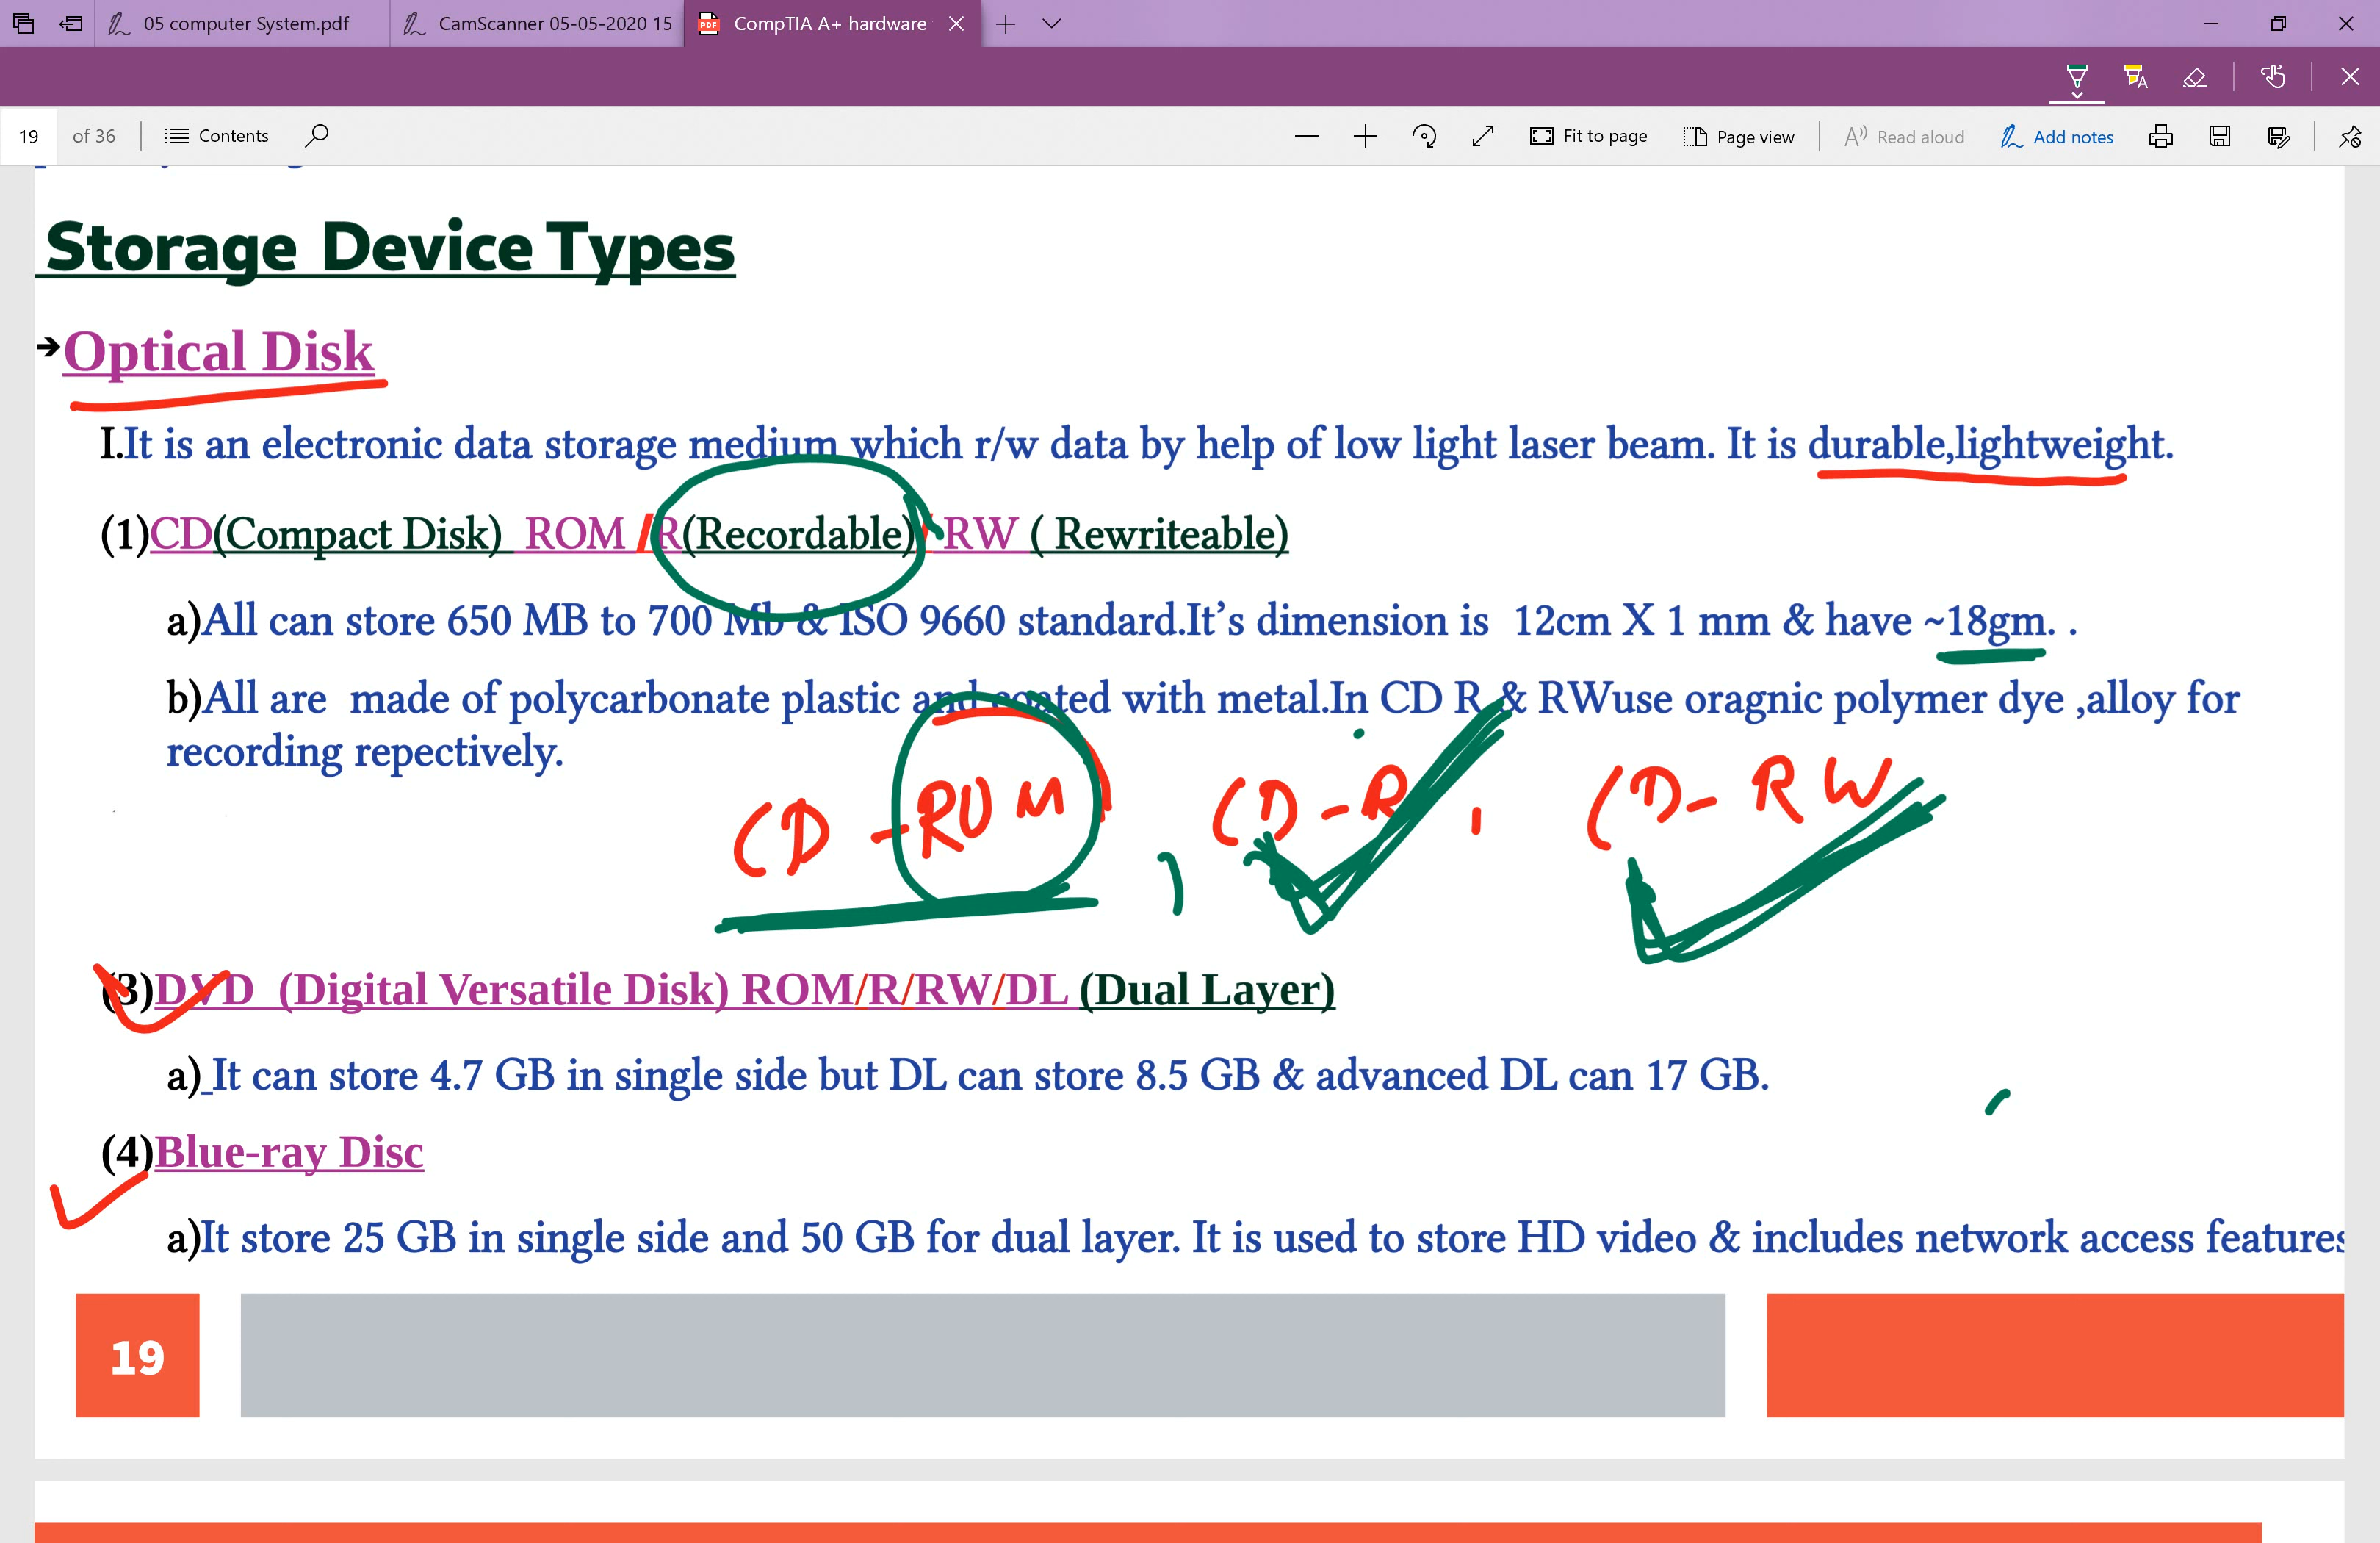 05 computer System.pdf
CamScanner 05-05-2020 15
CompTIA A+ hardware
19 of 36
Contents
Fit to page
Page view
Read aloud
Add notes
Storage Device Types
➔Optical Disk
I.It is an electronic data storage medium which r/w data by help of low light laser beam. It is durable,lightweight.
(1)CD(Compact Disk) ROM /R(Recordable)/ RW ( Rewriteable)
a)All can store 650 MB to 700 Mb & ISO 9660 standard.It’s dimension is 12cm X 1 mm & have ~18gm. .
b)All are made of polycarbonate plastic and coated with metal.In CD R & RWuse oragnic polymer dye ,alloy for
recording repectively.
CD - ROM , CD - R , CD - RW
(3)DVD (Digital Versatile Disk) ROM/R/RW/DL (Dual Layer)
a) It can store 4.7 GB in single side but DL can store 8.5 GB & advanced DL can 17 GB.
(4)Blue-ray Disc
a)It store 25 GB in single side and 50 GB for dual layer. It is used to store HD video & includes network access features
19